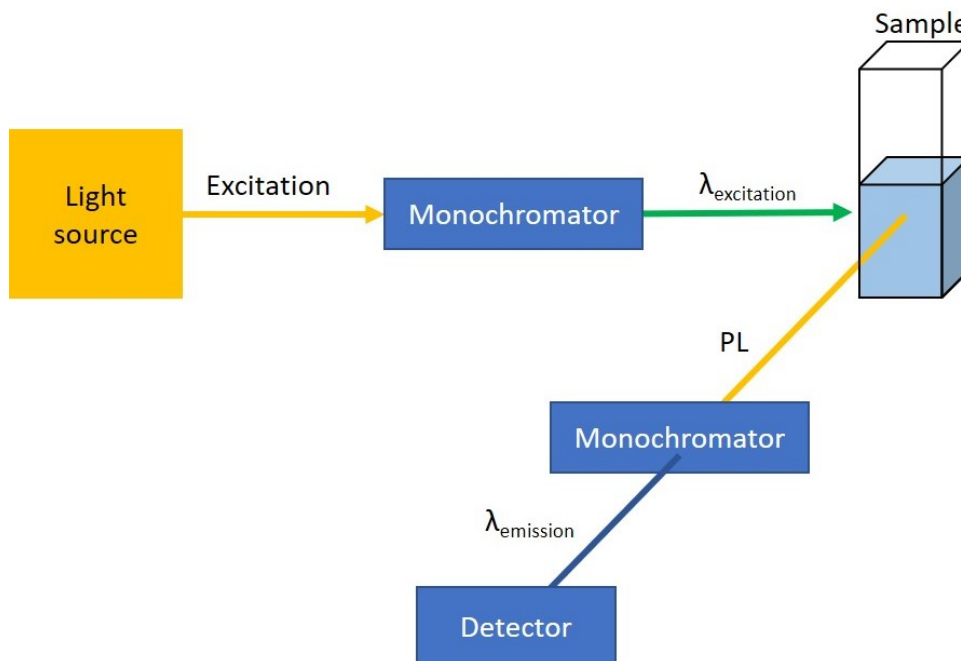 Sample
Light
source
Excitation
Monochromator
λexcitation
PL
Monochromator
λemission
Detector